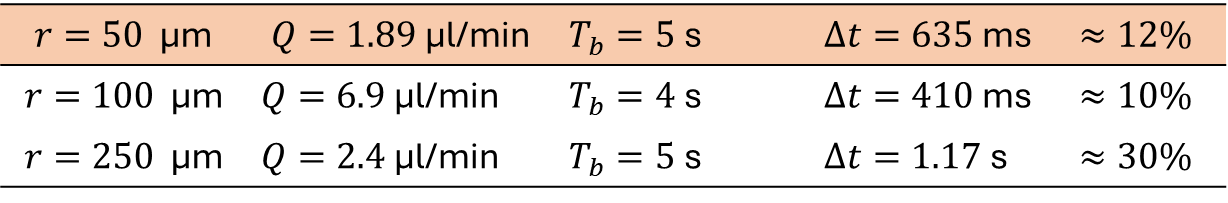 r = 50 μm Q = 1.89 μl/min T_b = 5 s Δt = 635 ms ≈ 12%
r = 100 μm Q = 6.9 μl/min T_b = 4 s Δt = 410 ms ≈ 10%
r = 250 μm Q = 2.4 μl/min T_b = 5 s Δt = 1.17 s ≈ 30%